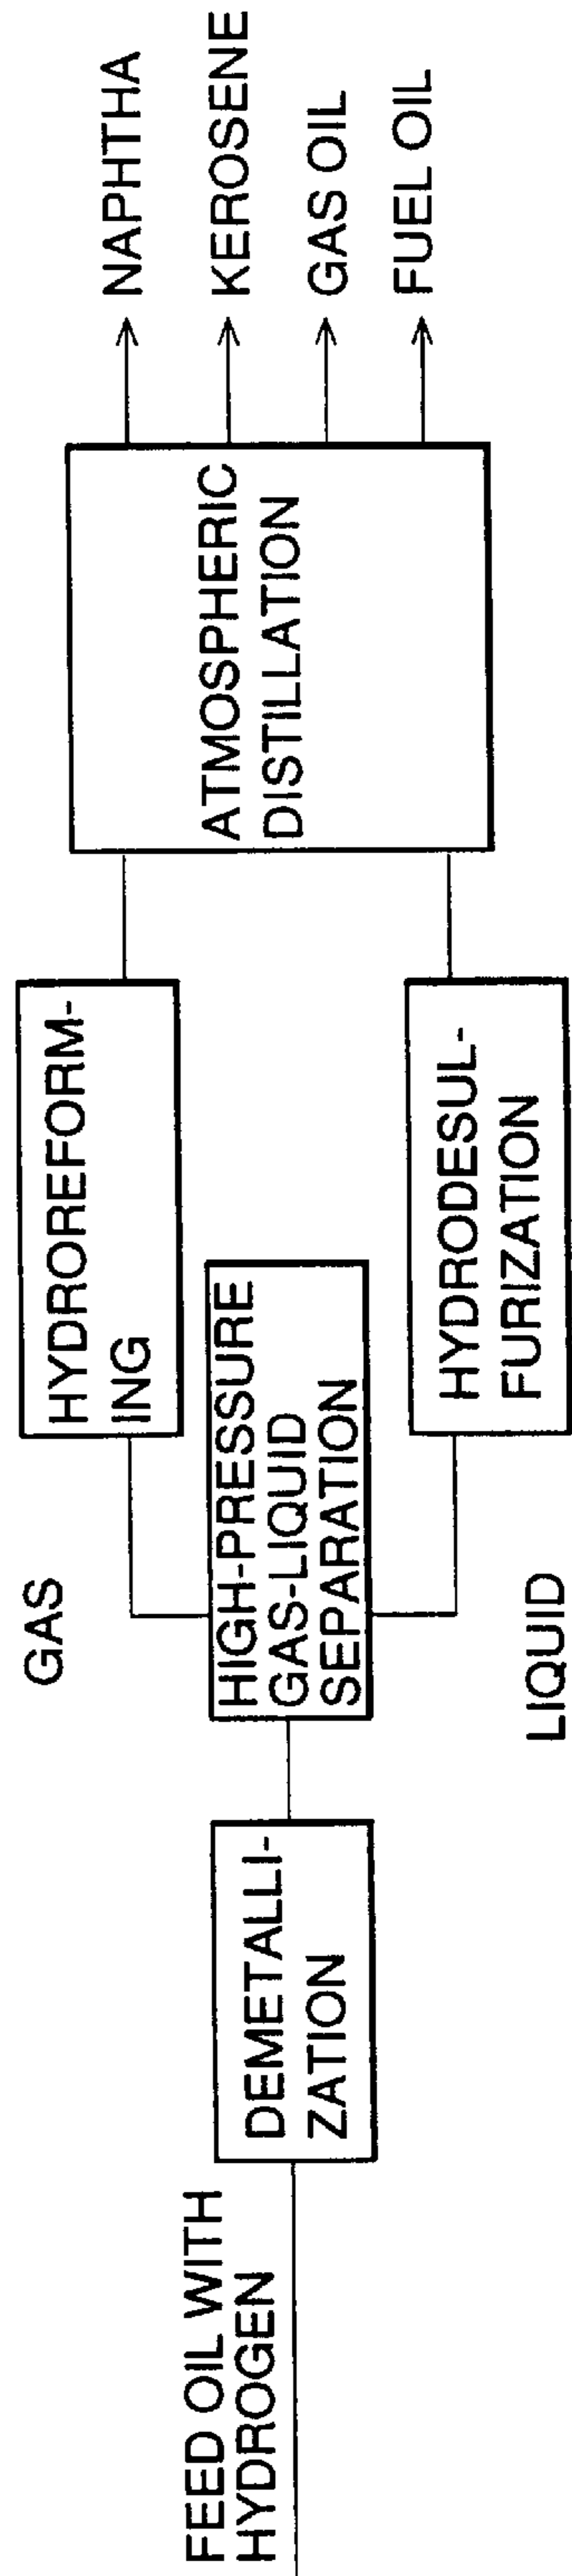 FEED OIL WITH
HYDROGEN
DEMETALLI-
ZATION
GAS
HIGH-PRESSURE
GAS-LIQUID
SEPARATION
LIQUID
HYDROREFORM-
ING
HYDRODESUL-
FURIZATION
ATMOSPHERIC
DISTILLATION
NAPHTHA
KEROSENE
GAS OIL
FUEL OIL